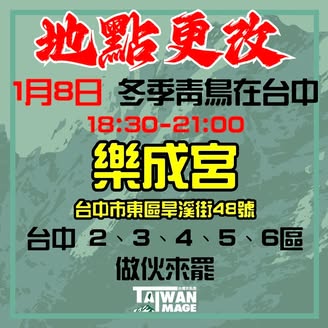 地點更改
1月8日 冬季青鳥在台中
18:30-21:00
樂成宮
台中市東區旱溪街48號
台中 2、3、4、5、6區
做伙來罷
TAIWAN
IMAGE